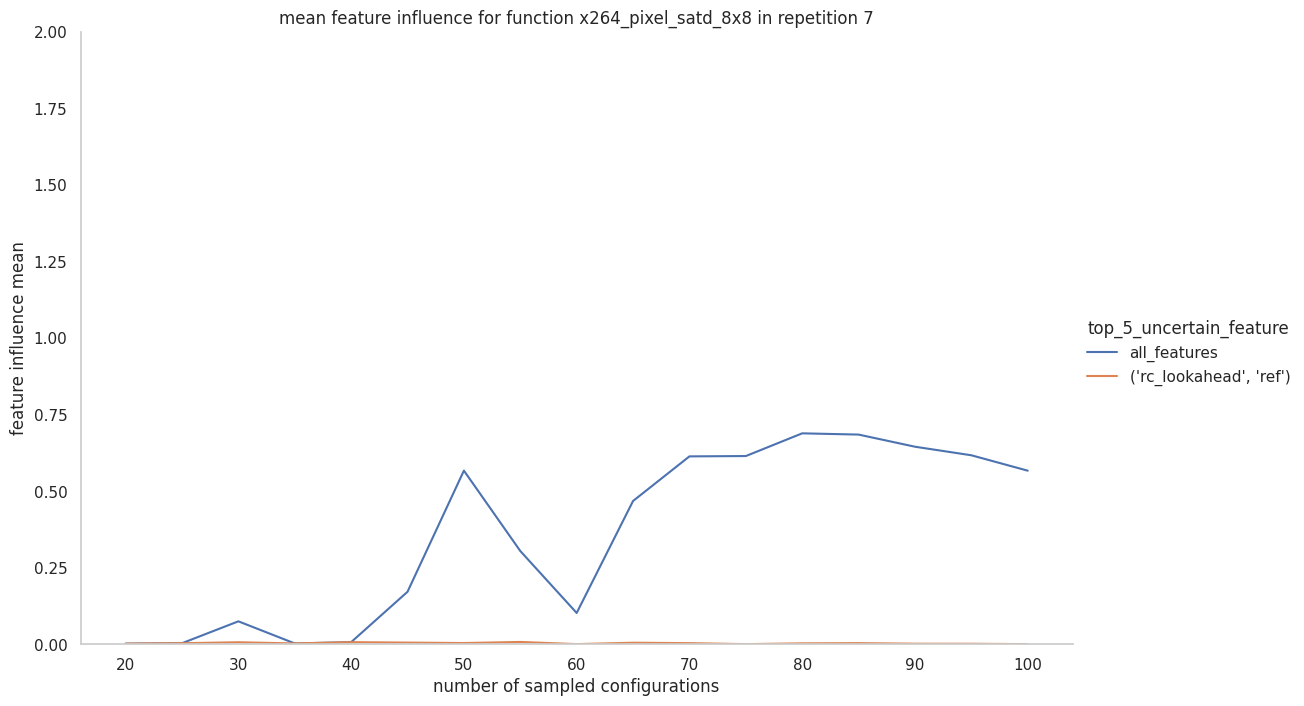 mean feature influence for function x264_pixel_satd_8x8 in repetition 7
2.00
1.75
1.50
1.25
1.00
0.75
0.50
0.25
0.00
feature influence mean
20 30 40 50 60 70 80 90 100
number of sampled configurations
top_5_uncertain_feature
all_features
('rc_lookahead', 'ref')